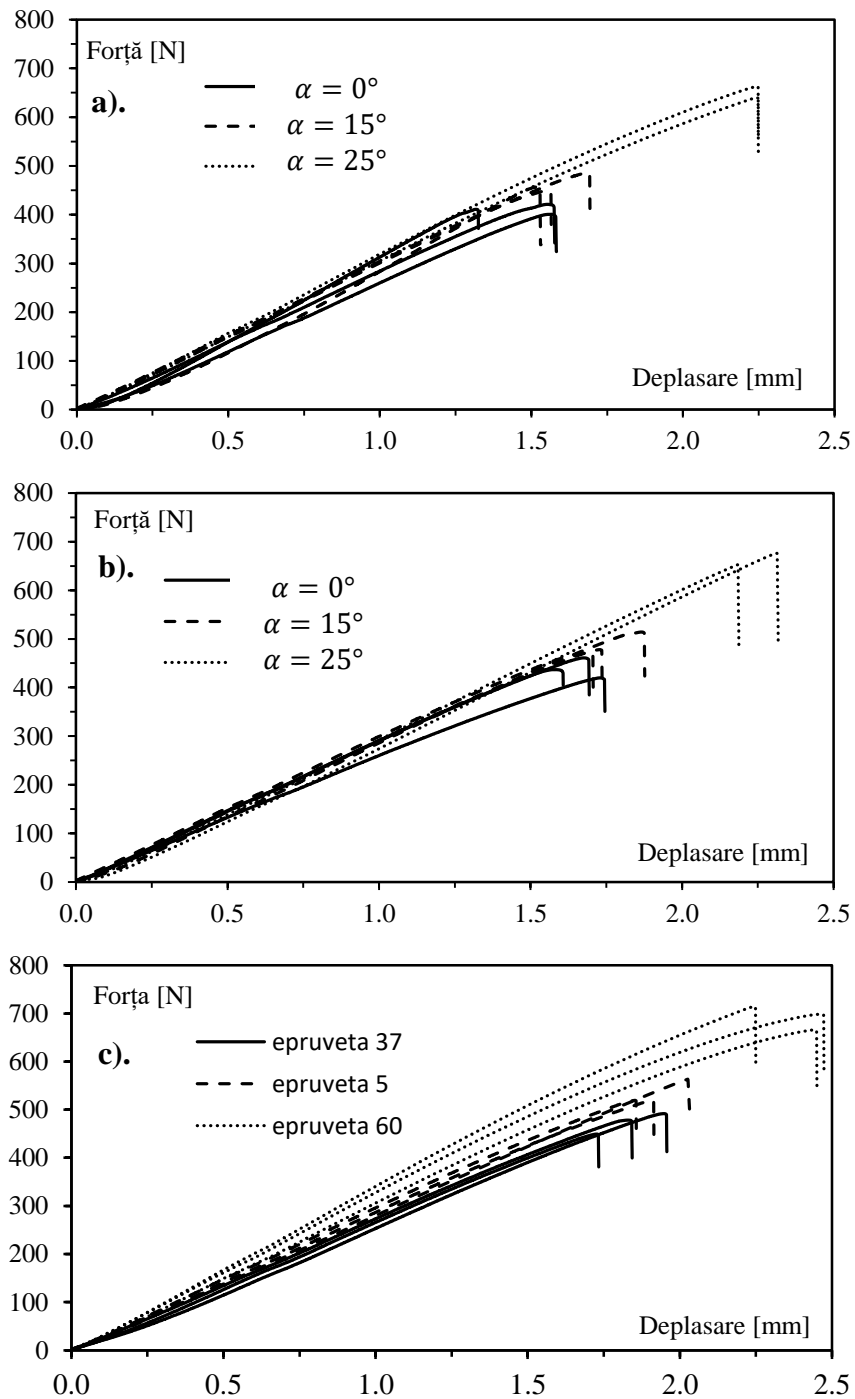 800
Forță [N]
700
a).
α = 0°
600
α = 15°
500
α = 25°
400
300
200
100
Deplasare [mm]
0
0.0 0.5 1.0 1.5 2.0 2.5
800
Forță [N]
700
b).
α = 0°
600
α = 15°
500
α = 25°
400
300
200
100
Deplasare [mm]
0
0.0 0.5 1.0 1.5 2.0 2.5
800
Forța [N]
700
c).
epruveta 37
600
epruveta 5
500
epruveta 60
400
300
200
100
Deplasare [mm]
0
0.0 0.5 1.0 1.5 2.0 2.5